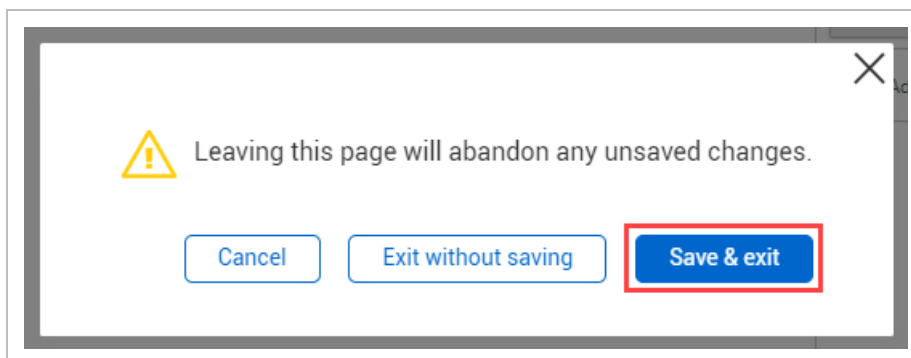 Leaving this page will abandon any unsaved changes.
Cancel
Exit without saving
Save & exit